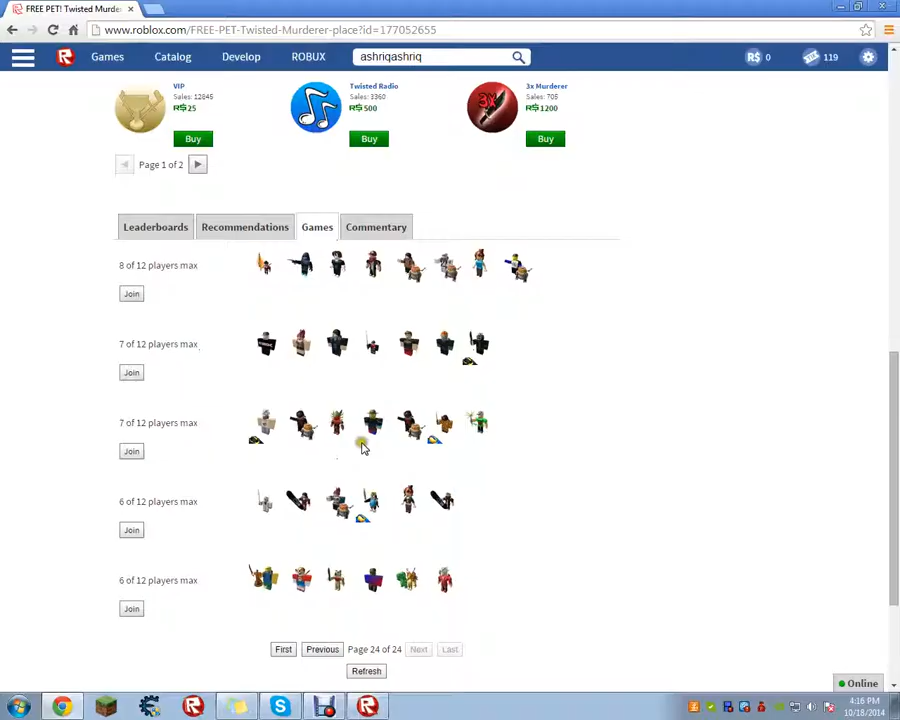 FREE PET! Twisted Murde
www.roblox.com/FREE-PET-Twisted-Murderer-place?id=177052655
Games Catalog Develop ROBUX ashriqashriq R$ 0 119
VIP
Sales: 12845
R$ 25
Buy
Twisted Radio
Sales: 3360
R$ 500
Buy
3X
3x Murderer
Sales: 705
R$ 1200
Buy
Page 1 of 2
Leaderboards Recommendations Games Commentary
8 of 12 players max
Join
7 of 12 players max
Join
7 of 12 players max
Join
6 of 12 players max
Join
6 of 12 players max
Join
First Previous Page 24 of 24 Next Last
Refresh
Online
4:16 PM
10/18/2014